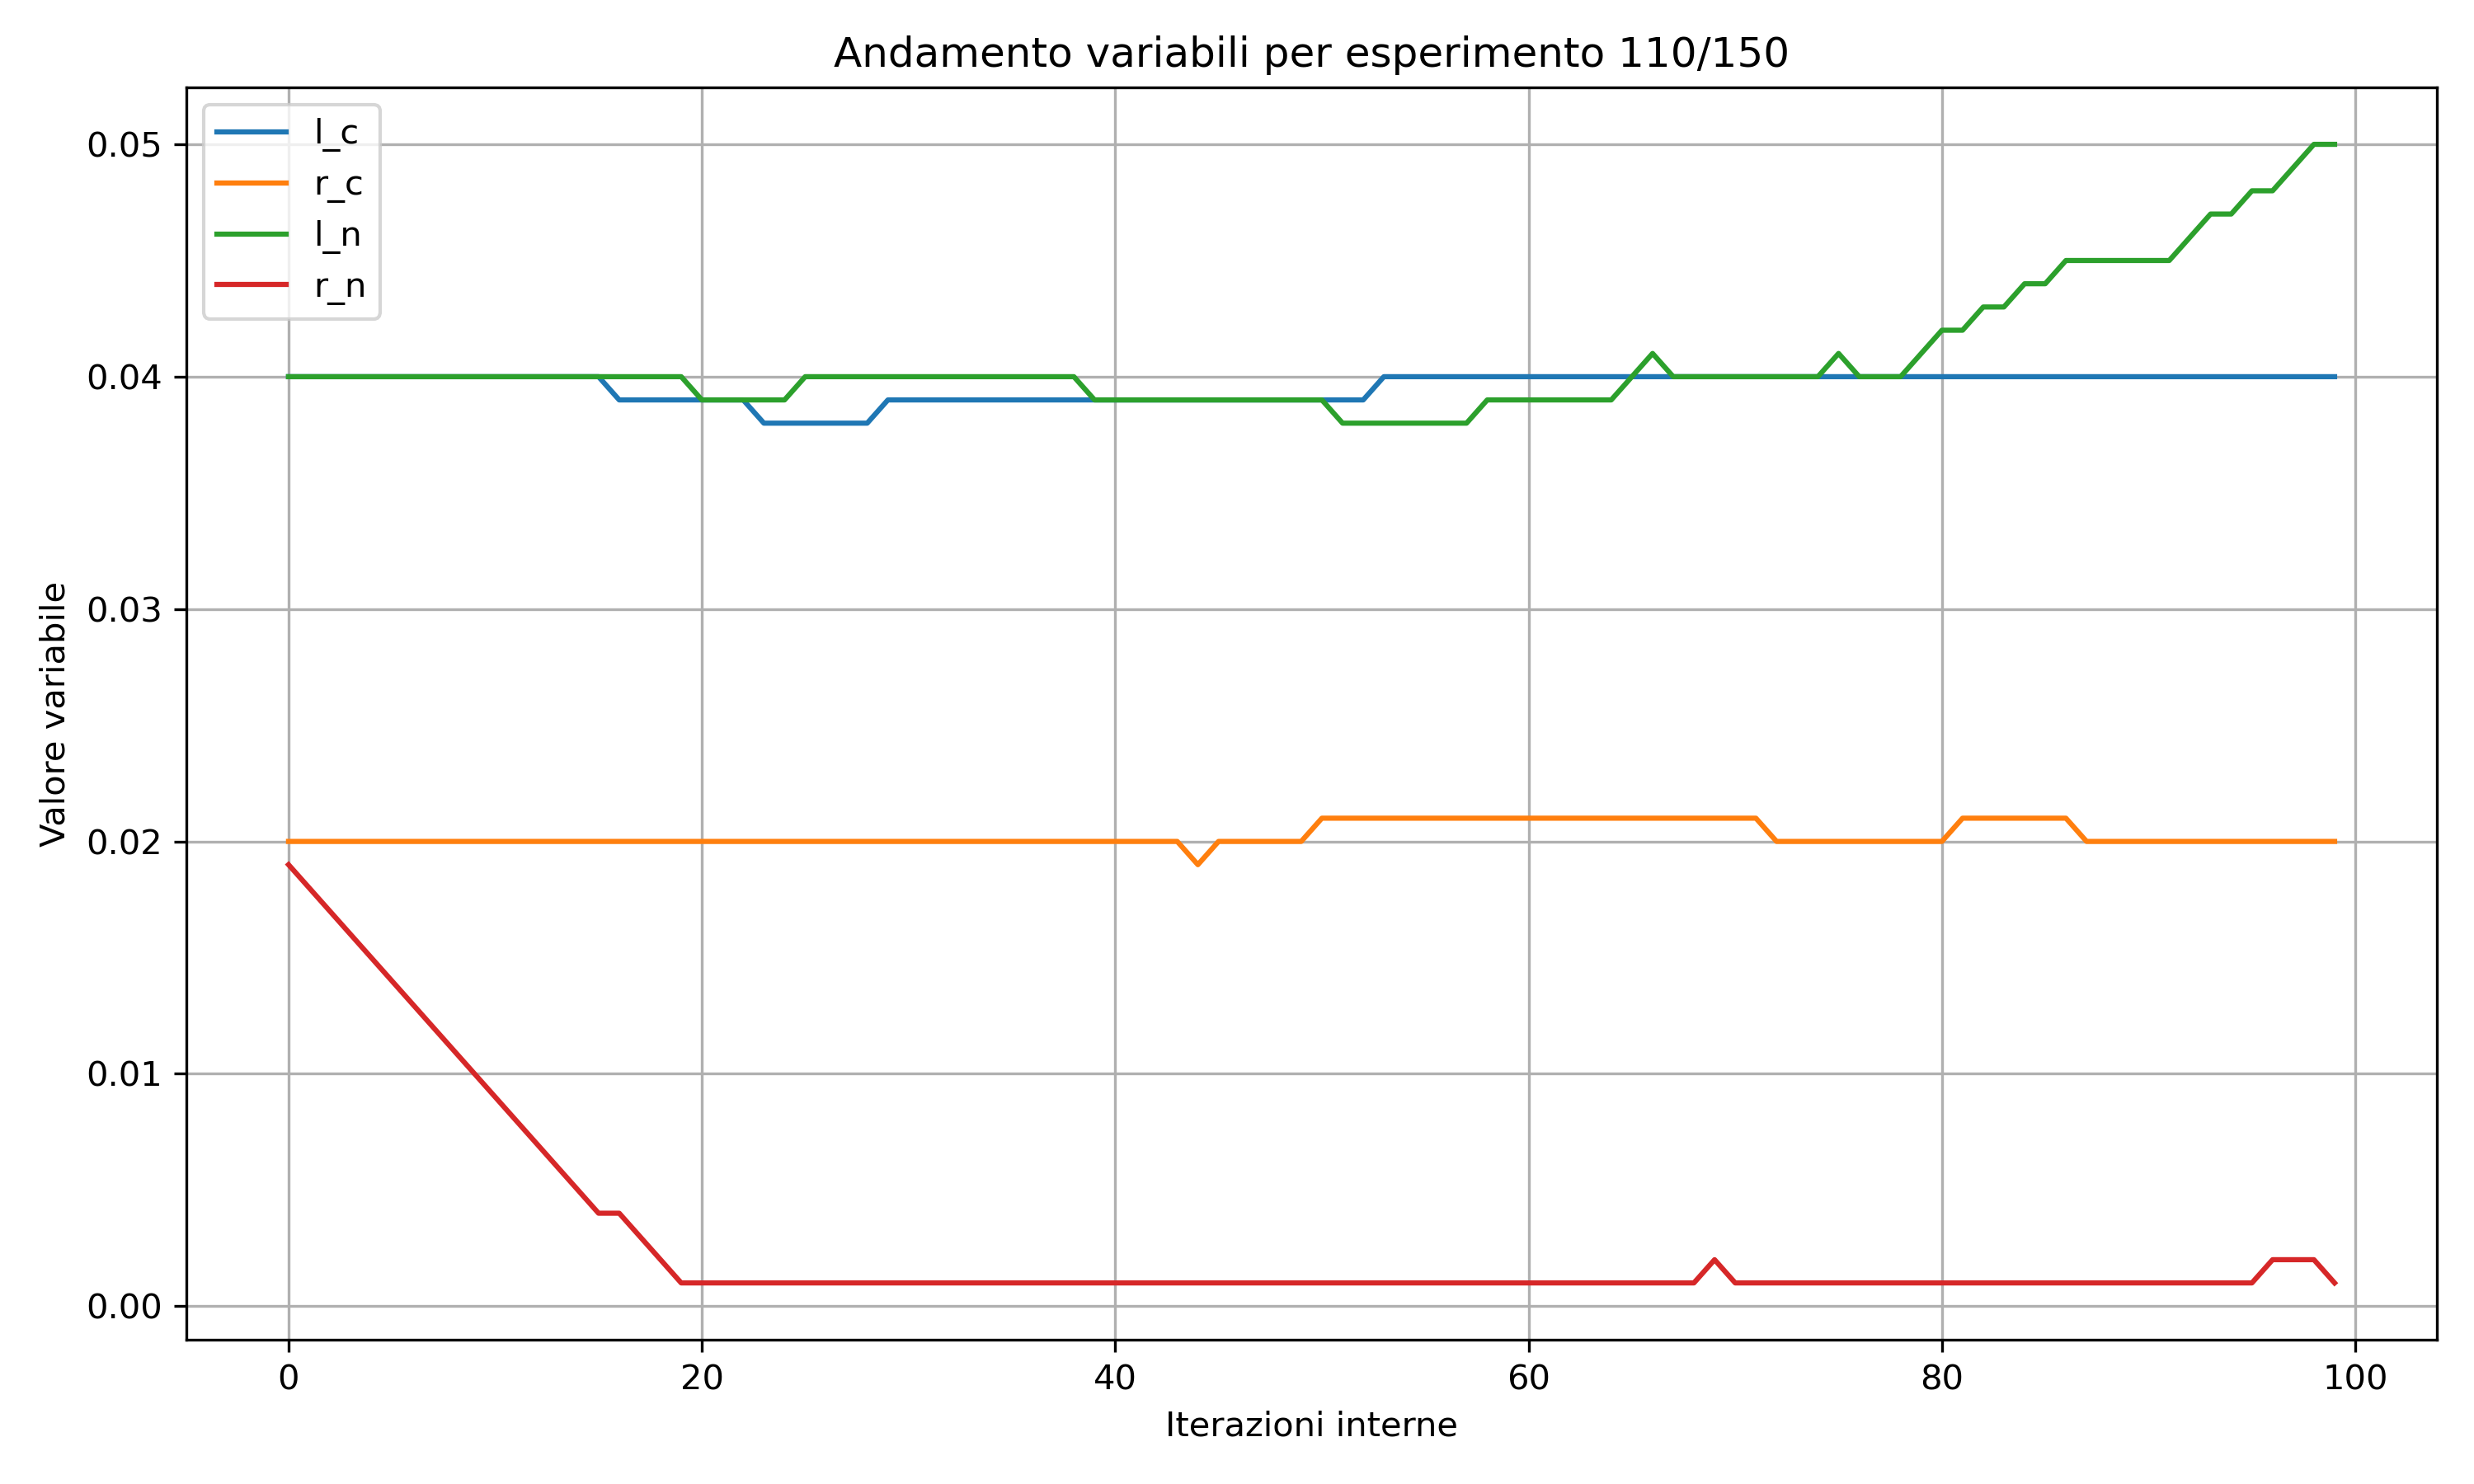 Andamento variabili per esperimento 110/150
l_c
r_c
l_n
r_n
Valore variabile
0.05
0.04
0.03
0.02
0.01
0.00
0 20 40 60 80 100
Iterazioni interne